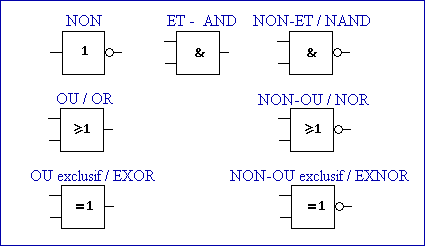 NON ET - AND NON-ET / NAND
1 & &
OU / OR NON-OU / NOR
≥1 ≥1
OU exclusif / EXOR NON-OU exclusif / EXNOR
=1 =1